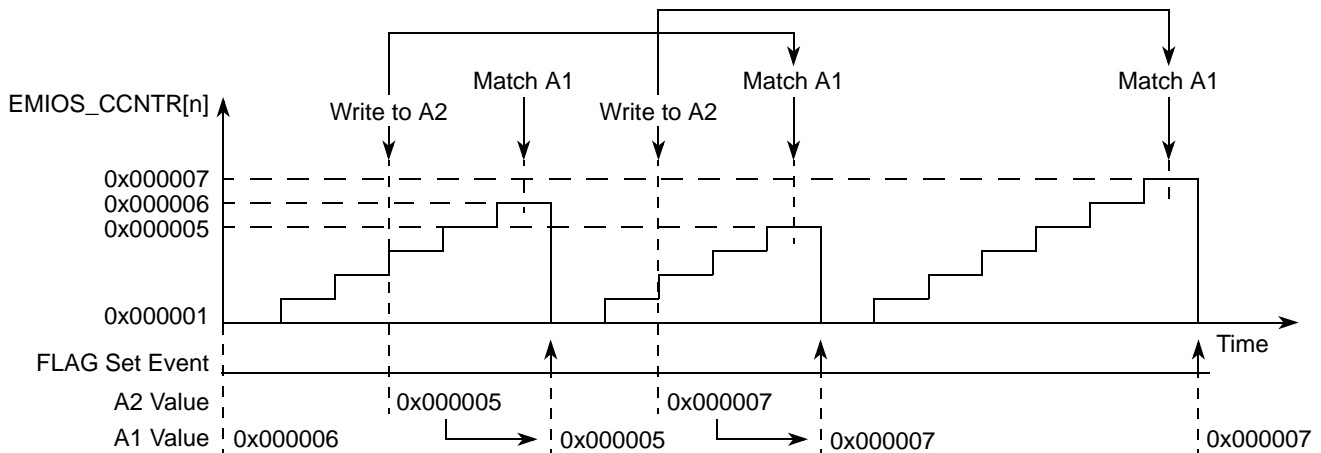 Match A1
Match A1
Match A1
EMIOS_CCNTR[n]
Write to A2
Write to A2
0x000007
0x000006
0x000005
0x000001
Time
FLAG Set Event
A2 Value
0x000005
0x000007
A1 Value
0x000006
0x000005
0x000007
0x000007